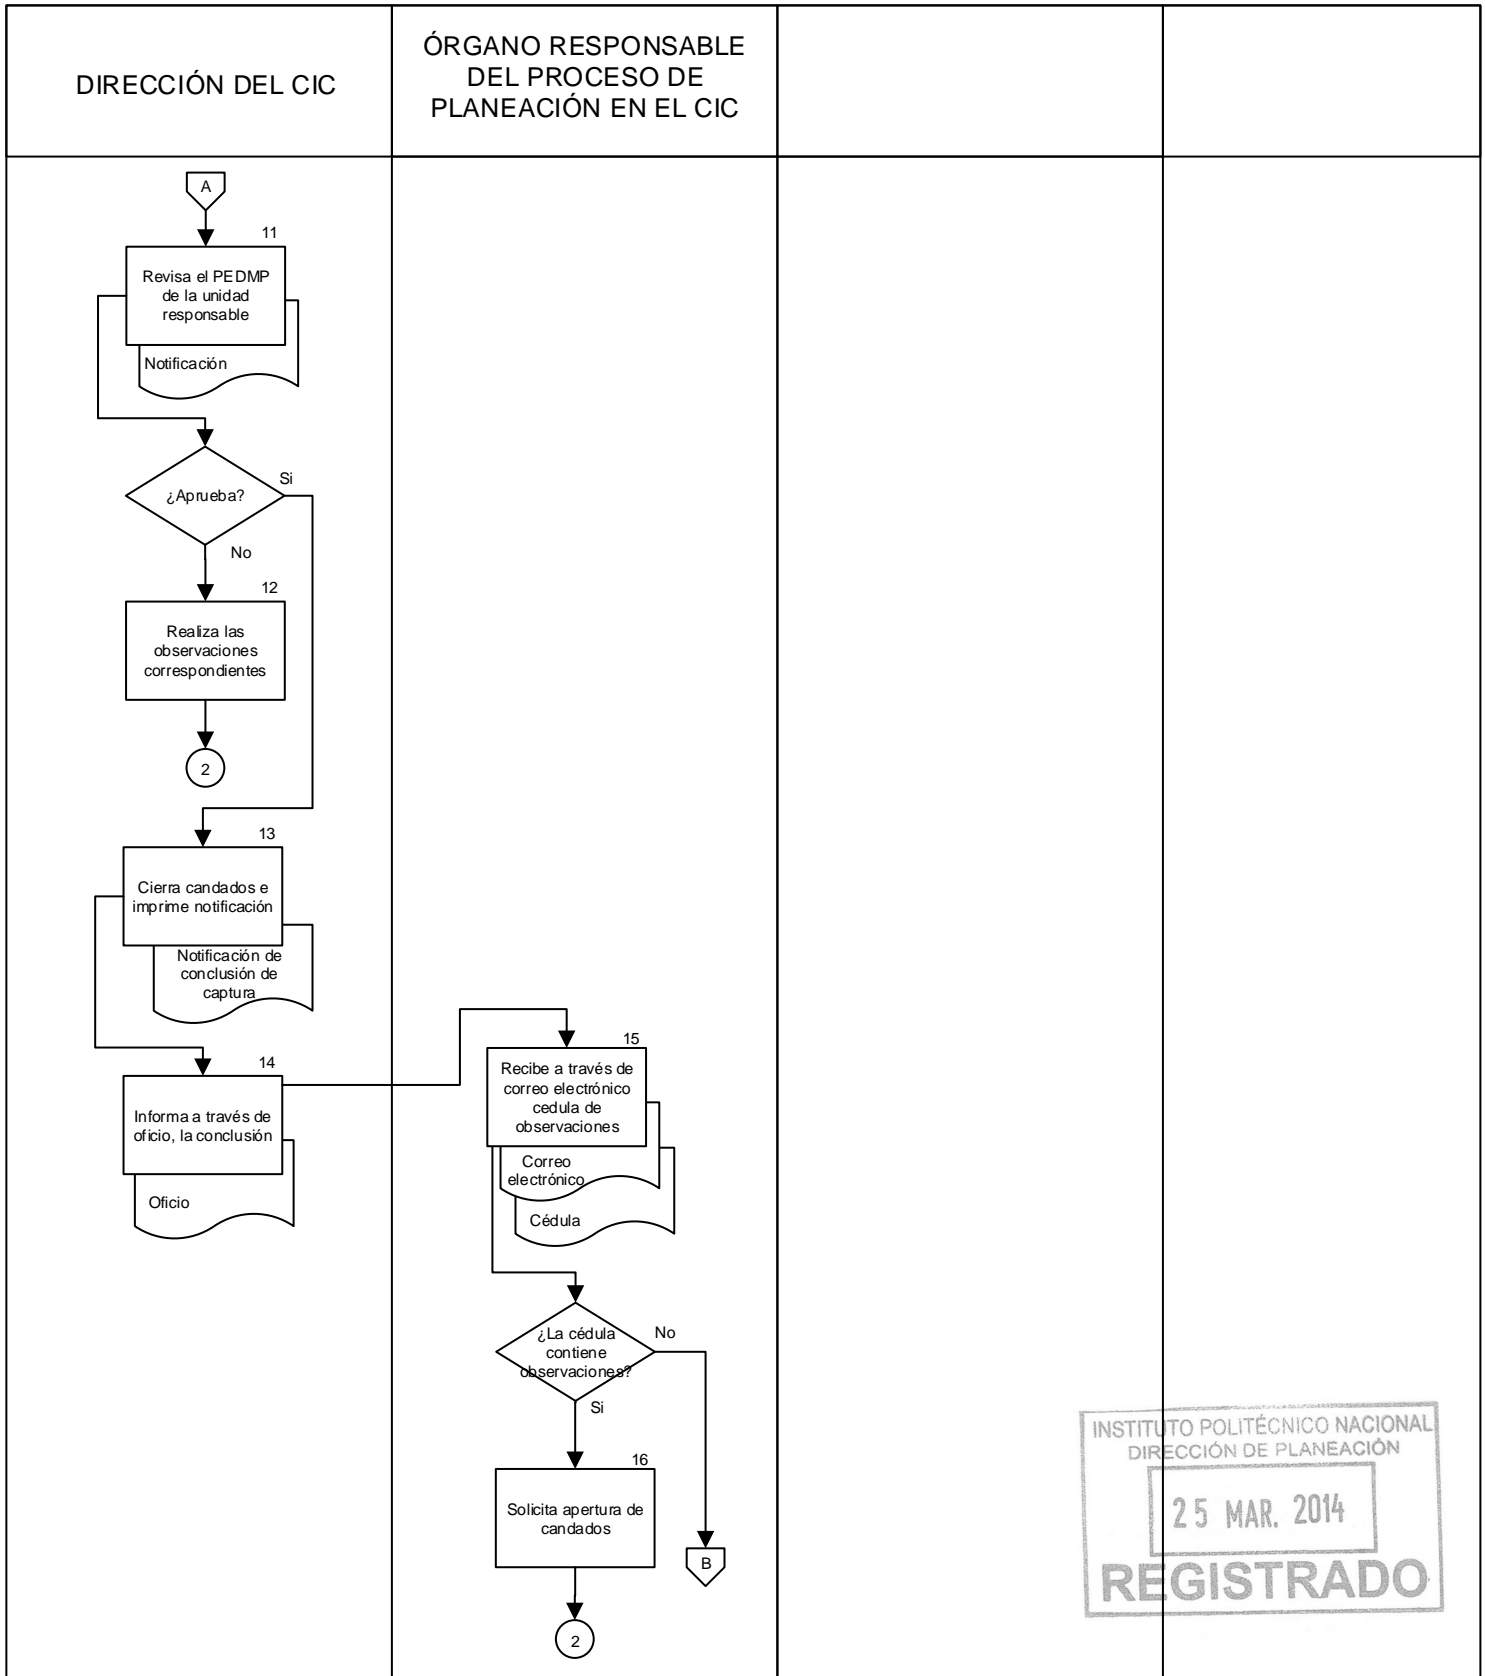 DIRECCIÓN DEL CIC
ÓRGANO RESPONSABLE
DEL PROCESO DE
PLANEACIÓN EN EL CIC
A
11
Revisa el PEDMP
de la unidad
responsable
Notificación
¿Aprueba?
Si
No
12
Realiza las
observaciones
correspondientes
2
13
Cierra candados e
imprime notificación
Notificación de
conclusión de
captura
14
Informa a través de
oficio, la conclusión
Oficio
15
Recibe a través de
correo electrónico
cedula de
observaciones
Correo
electrónico
Cédula
¿La cédula
contiene
observaciones?
No
Si
16
Solicita apertura de
candados
B
2
INSTITUTO POLITÉCNICO NACIONAL
DIRECCIÓN DE PLANEACIÓN
25 MAR. 2014
REGISTRADO